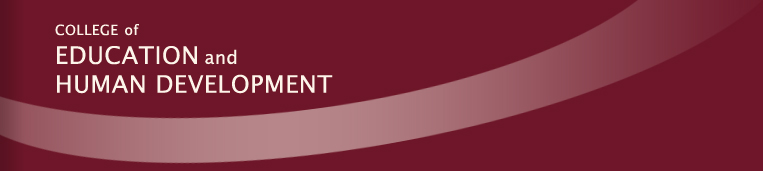 COLLEGE of
EDUCATION and
HUMAN DEVELOPMENT